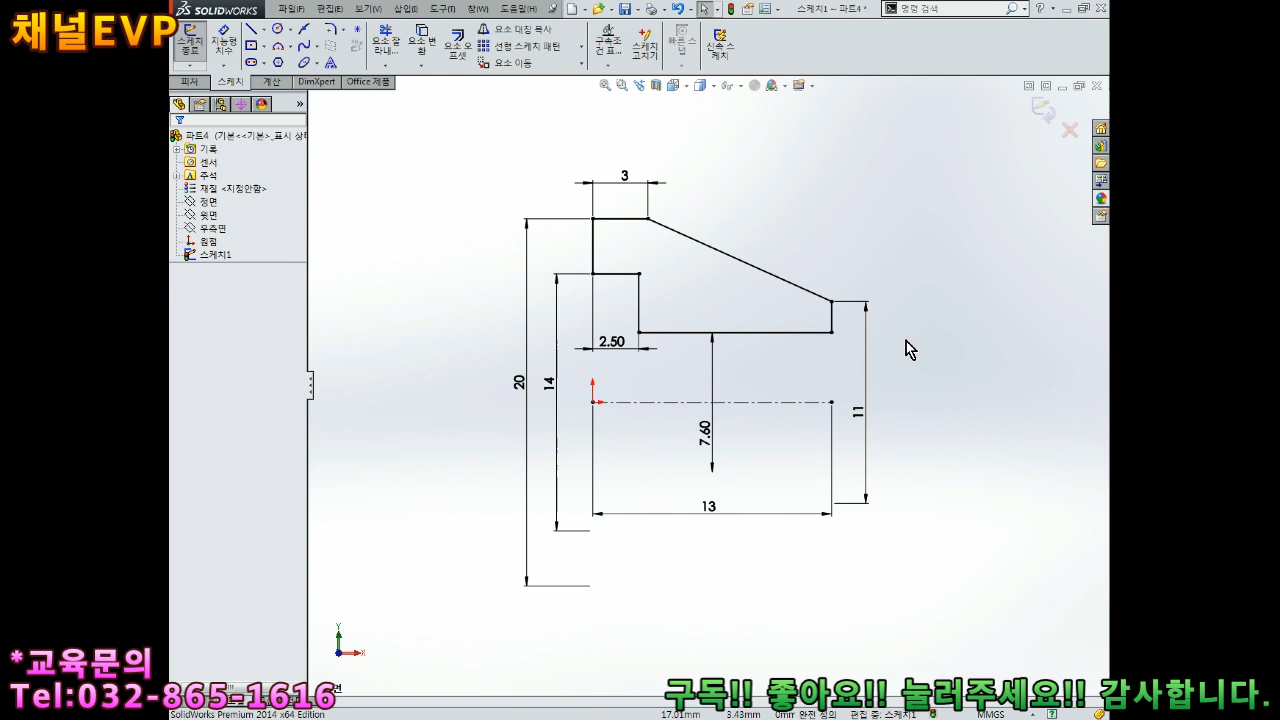 채널EVP
SOLIDWORKS 파일(F) 편집(E) 보기(V) 삽입(I) 도구(T) 창(W) 도움말(H) 스케치1 ~ 파트4 * 명령 검색
스케치 종료 지능형 치수 요소 잘라내... 요소 변환 요소 오프셋 요소 대칭 복사 선형 스케치 패턴 요소 이동 구속조건 표... 스케치 고치기 빠른 스냅 신속 스케치
피처 스케치 계산 DimXpert Office 제품
파트4 (기본<<기본>_표시 상태
기록
센서
주석
재질 <지정안함>
정면
윗면
우측면
원점
스케치1
3
2.50
20
14
7.60
11
13
Y
X
*교육문의
Tel:032-865-1616
구독!! 좋아요!! 눌러주세요!! 감사합니다.
SolidWorks Premium 2014 x64 Edition 17.01mm 3.43mm 0mm 완전 정의 편집 중: 스케치1 MMGS